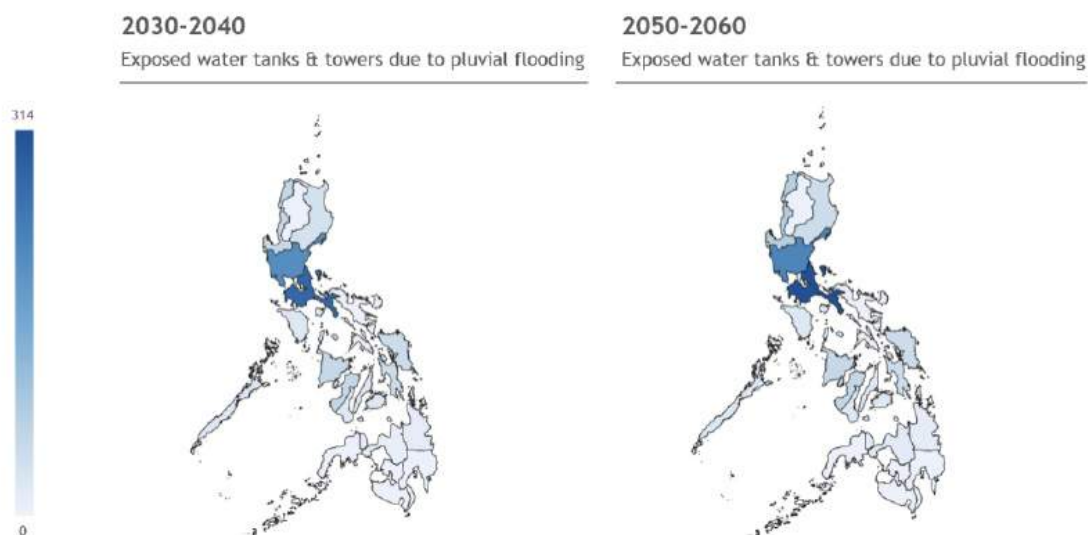 2030-2040
Exposed water tanks & towers due to pluvial flooding
2050-2060
Exposed water tanks & towers due to pluvial flooding
314
0